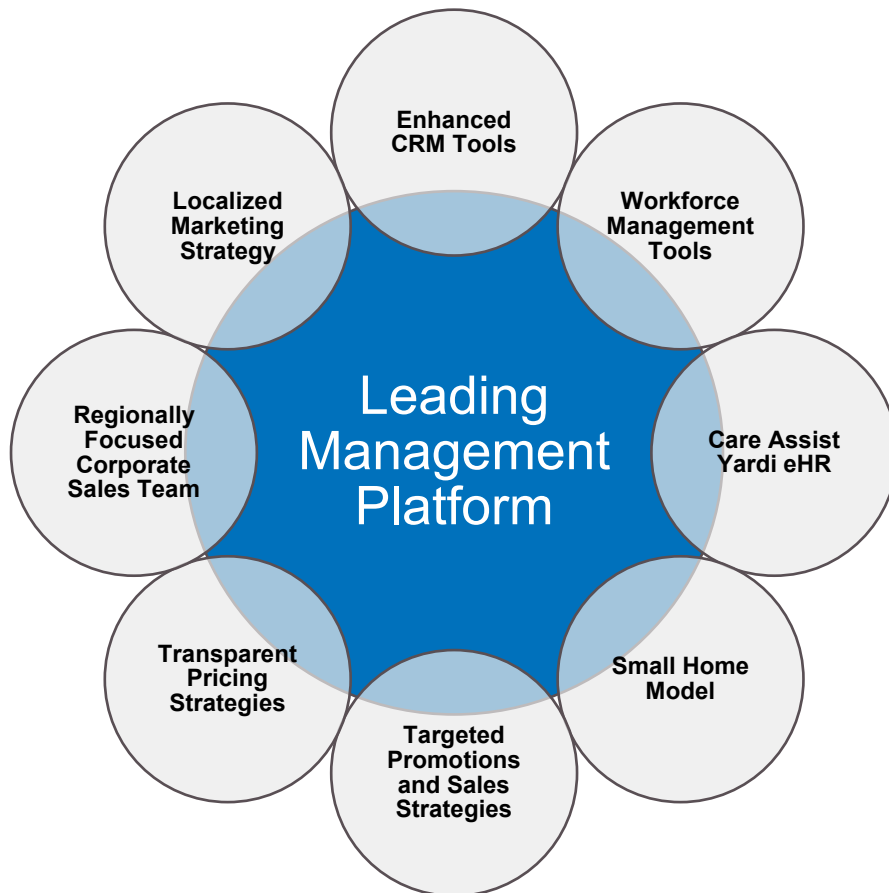 Enhanced
CRM Tools
Localized
Marketing
Strategy
Workforce
Management
Tools
Regionally
Focused
Corporate
Sales Team
Leading
Management
Platform
Care Assist
Yardi eHR
Transparent
Pricing
Strategies
Small Home
Model
Targeted
Promotions
and Sales
Strategies